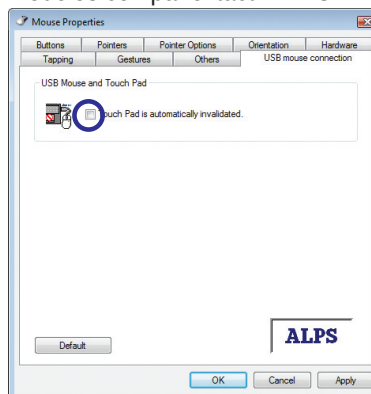 Mouse Properties
Buttons Pointers Pointer Options Orientation Hardware
Tapping Gestures Others USB mouse connection
USB Mouse and Touch Pad
Touch Pad is automatically invalidated.
ALPS
Default
OK Cancel Apply